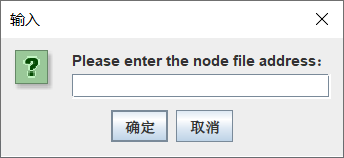 输入
Please enter the node file address：
确定
取消